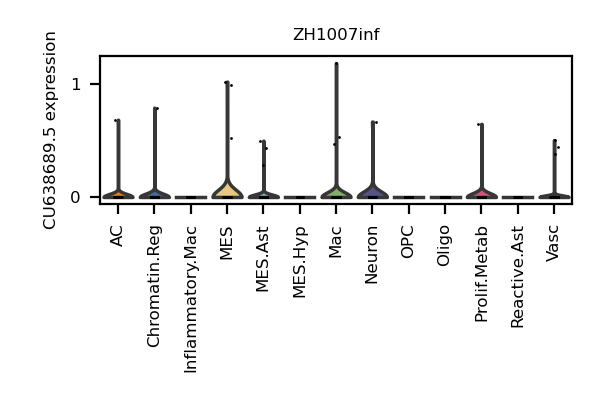 ZH1007inf
CU638689.5 expression
1
0
AC
Chromatin.Reg
Inflammatory.Mac
MES
MES.Ast
MES.Hyp
Mac
Neuron
OPC
Oligo
Prolif.Metab
Reactive.Ast
Vasc